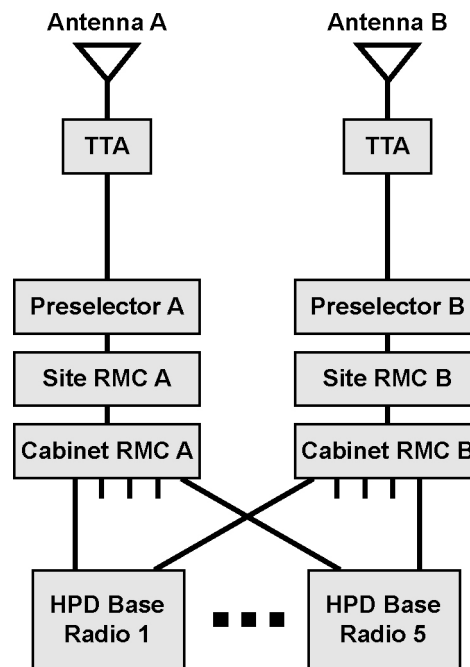 Antenna A
Antenna B
TTA
TTA
Preselector A
Preselector B
Site RMC A
Site RMC B
Cabinet RMC A
Cabinet RMC B
HPD Base
Radio 1
HPD Base
Radio 5